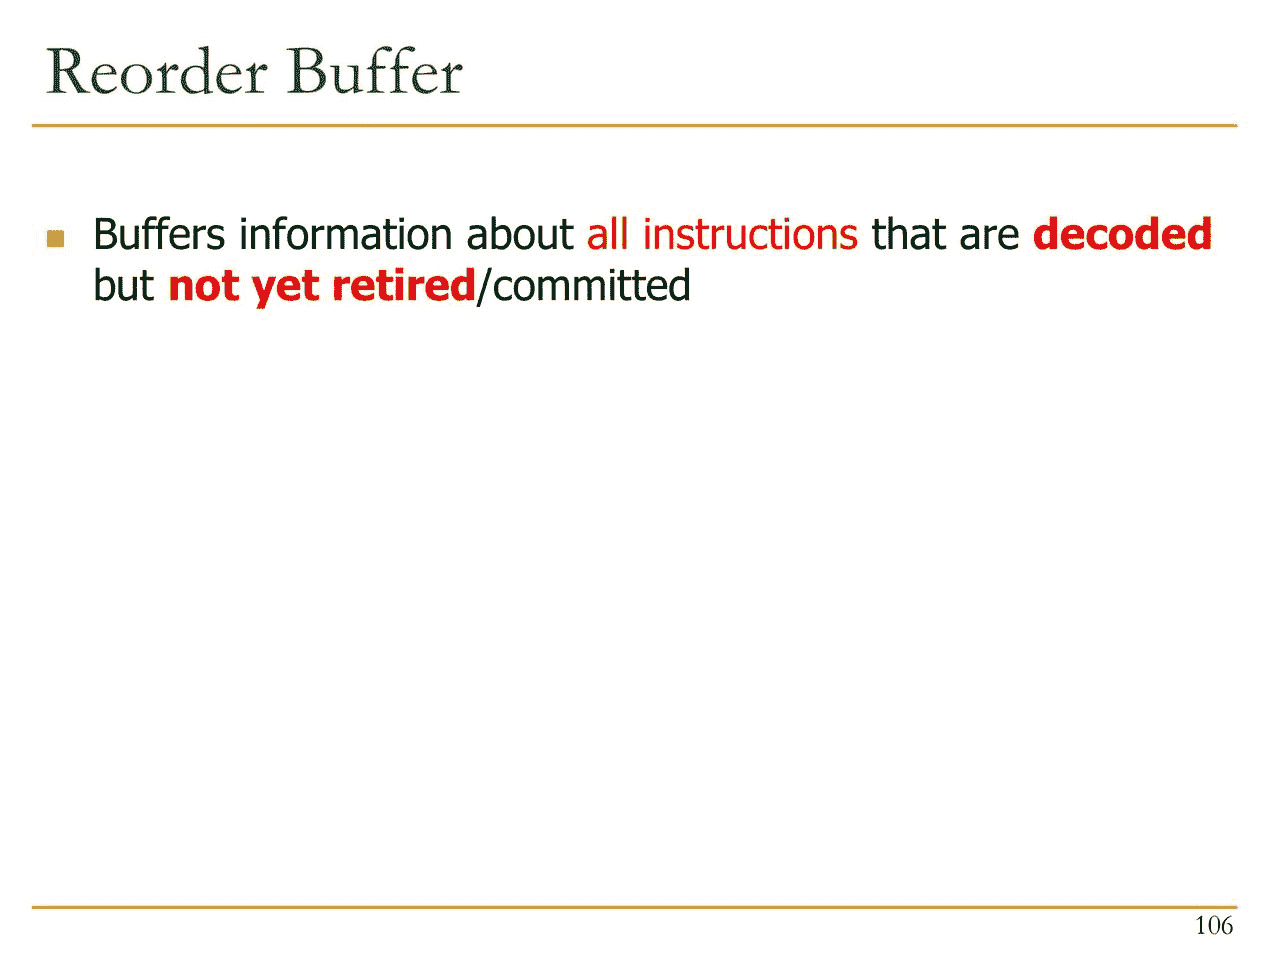 Reorder Buffer
Buffers information about all instructions that are decoded
but not yet retired/committed
106